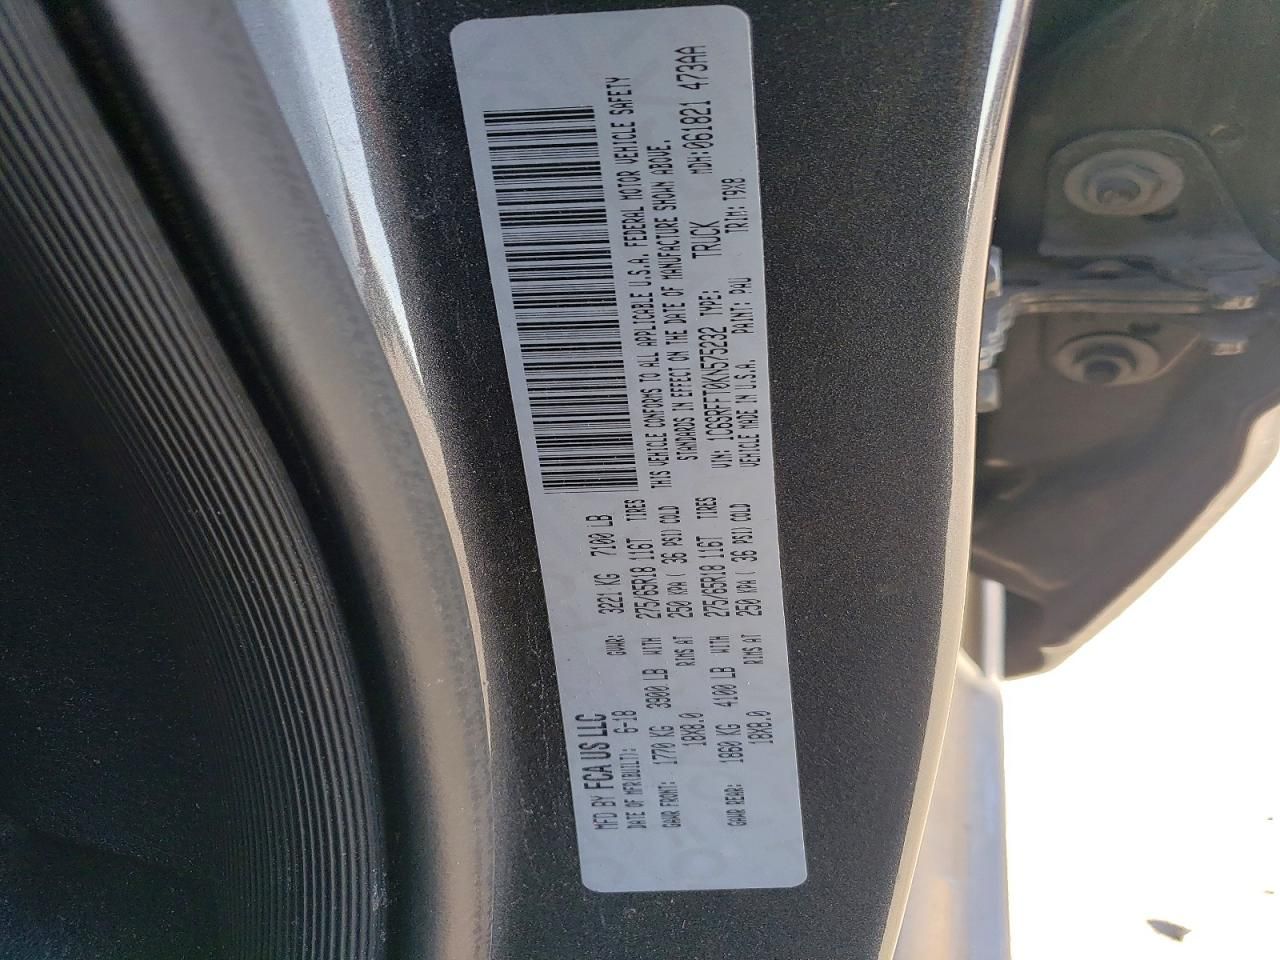 MFD BY FCA US LLC
DATE OF MFR(BUILT): 6-18 GVWR: 3221 KG 7100 LB
GAWR FRONT: 1770 KG 3900 LB WITH 275/65R18 116T TIRES
18X8.0 RIMS AT 250 KPA ( 36 PSI) COLD
GAWR REAR: 1860 KG 4100 LB WITH 275/65R18 116T TIRES
18X8.0 RIMS AT 250 KPA ( 36 PSI) COLD
THIS VEHICLE CONFORMS TO ALL APPLICABLE U.S.A. FEDERAL MOTOR VEHICLE SAFETY
STANDARDS IN EFFECT ON THE DATE OF MANUFACTURE SHOWN ABOVE.
VIN: 1C6SRFFT0KN575232 TYPE: TRUCK MDH:061821 473AA
VEHICLE MADE IN U.S.A. PAINT: PAU TRIM: T9X8